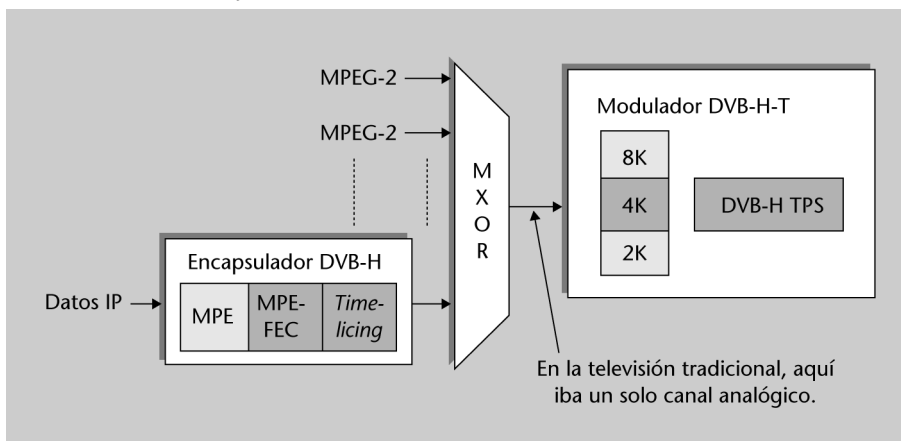 MPEG-2
MPEG-2
M
X
O
R
Modulador DVB-H-T
8K
4K
2K
DVB-H TPS
Encapsulador DVB-H
Datos IP
MPE
MPE-
FEC
Time-
licing
En la televisión tradicional, aquí
iba un solo canal analógico.